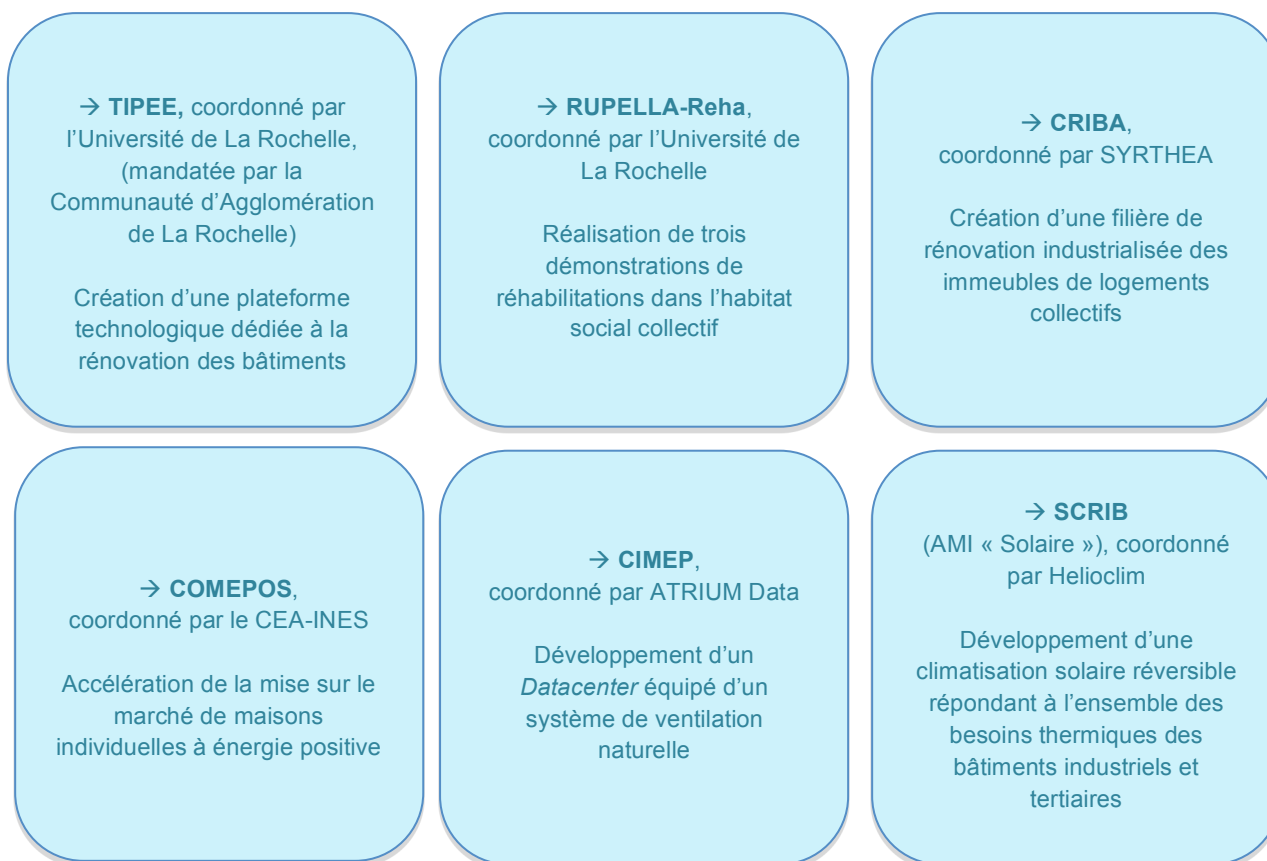 → TIPEE, coordonné par
l’Université de La Rochelle,
(mandatée par la
Communauté d’Agglomération
de La Rochelle)
Création d’une plateforme
technologique dédiée à la
rénovation des bâtiments
→ RUPELLA-Reha,
coordonné par l’Université de
La Rochelle
Réalisation de trois
démonstrations de
réhabilitations dans l’habitat
social collectif
→ CRIBA,
coordonné par SYRTHEA
Création d’une filière de
rénovation industrialisée des
immeubles de logements
collectifs
→ COMEPOS,
coordonné par le CEA-INES
Accélération de la mise sur le
marché de maisons
individuelles à énergie positive
→ CIMEP,
coordonné par ATRIUM Data
Développement d’un
Datacenter équipé d’un
système de ventilation
naturelle
→ SCRIB
(AMI « Solaire »), coordonné
par Helioclim
Développement d’une
climatisation solaire réversible
répondant à l’ensemble des
besoins thermiques des
bâtiments industriels et
tertiaires